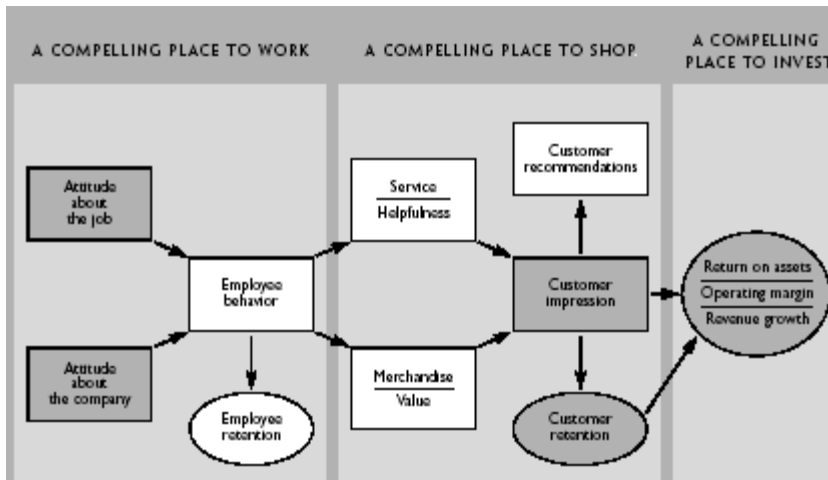 A COMPELLING PLACE TO WORK
A COMPELLING PLACE TO SHOP
A COMPELLING
PLACE TO INVEST
Attitude
about
the job
Attitude
about
the company
Employee
behavior
Employee
retention
Service
Helpfulness
Merchandise
Value
Customer
recommendations
Customer
impression
Customer
retention
Return on assets
Operating margin
Revenue growth